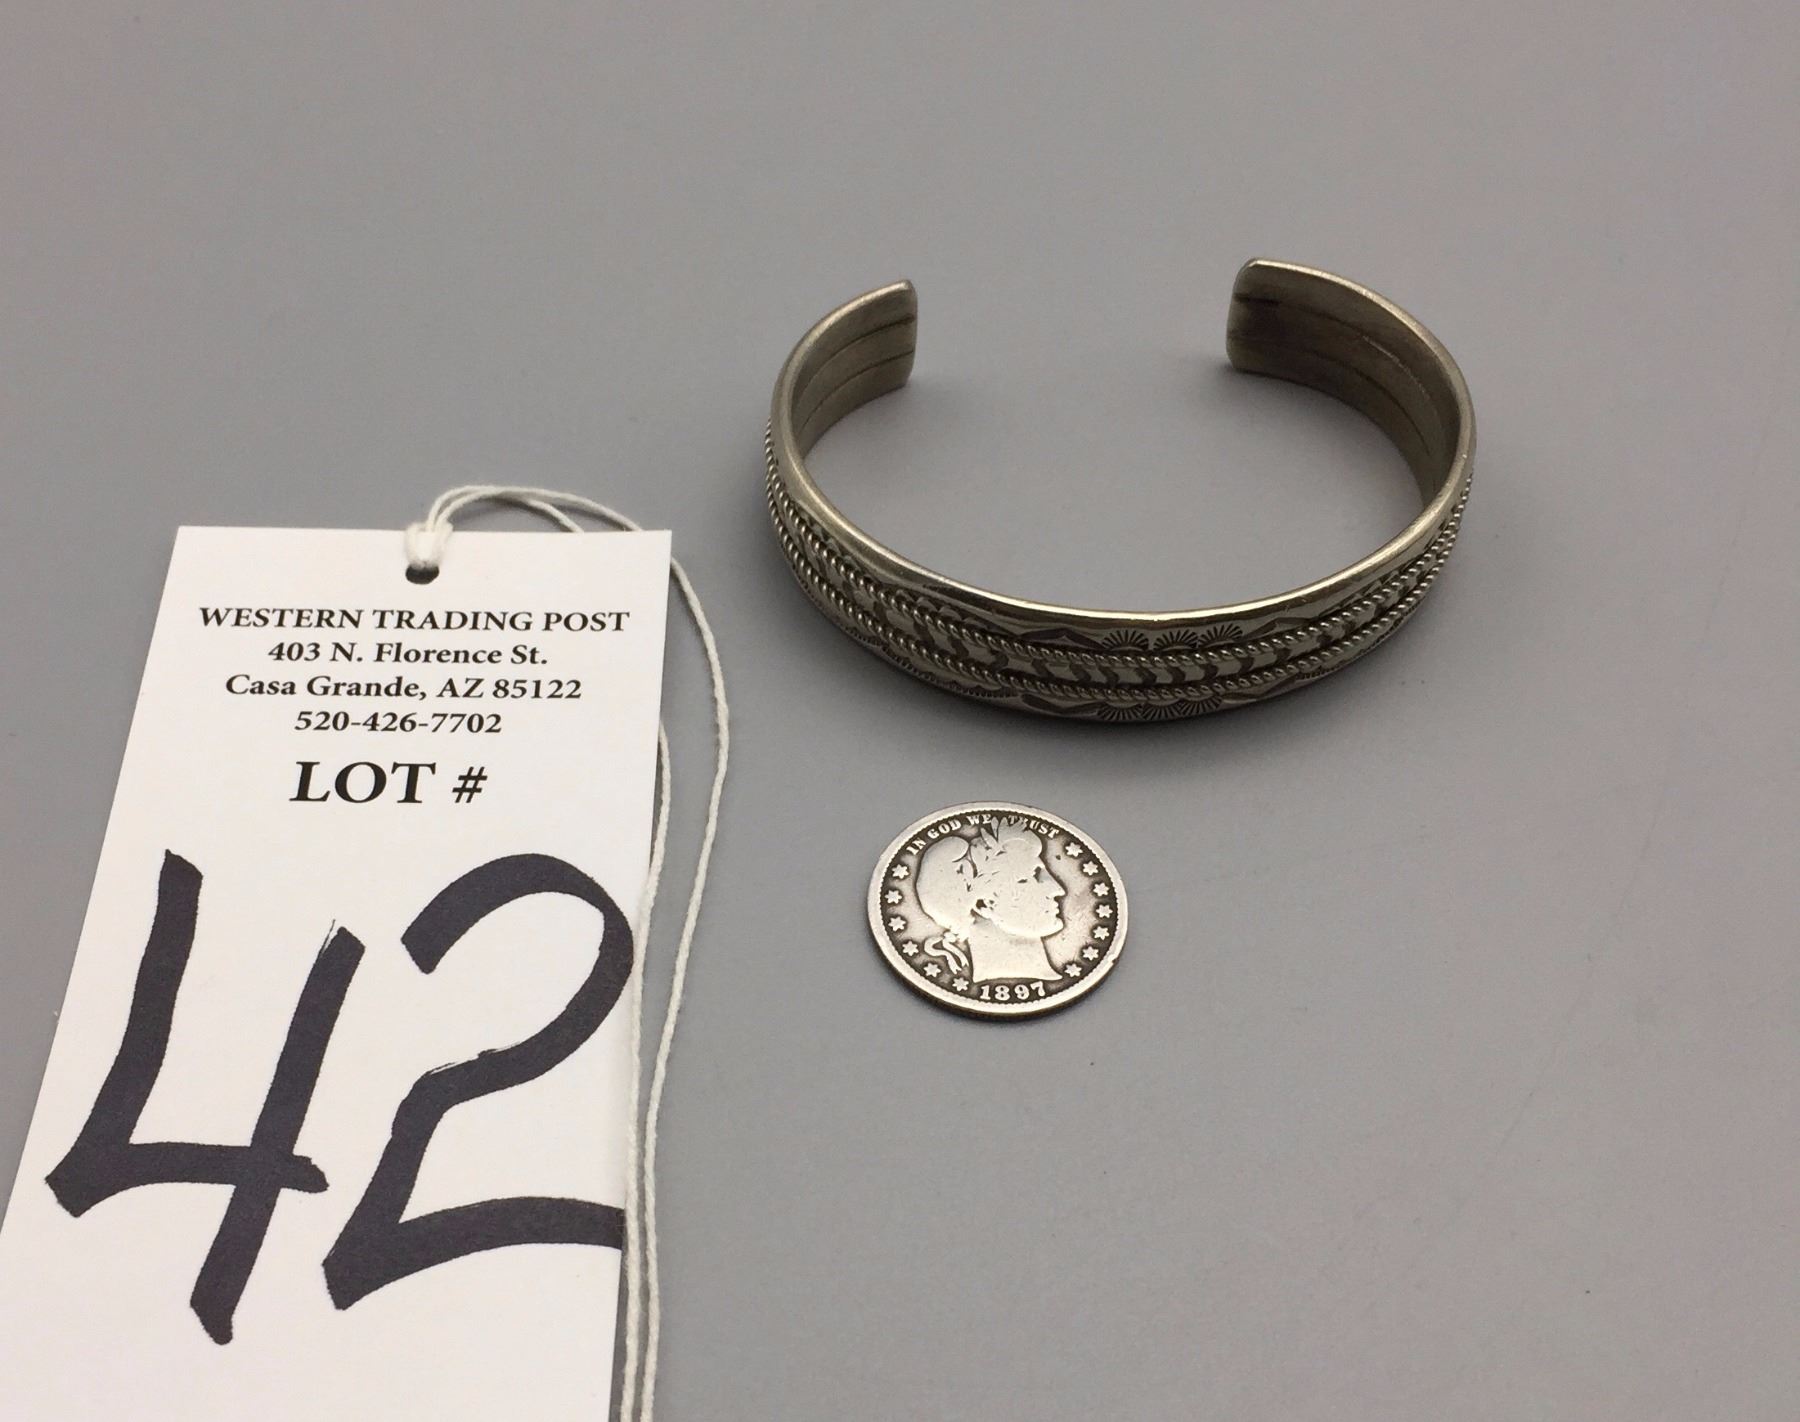 WESTERN TRADING POST
403 N. Florence St.
Casa Grande, AZ 85122
520-426-7702
LOT #
42
IN GOD WE TRUST
1897